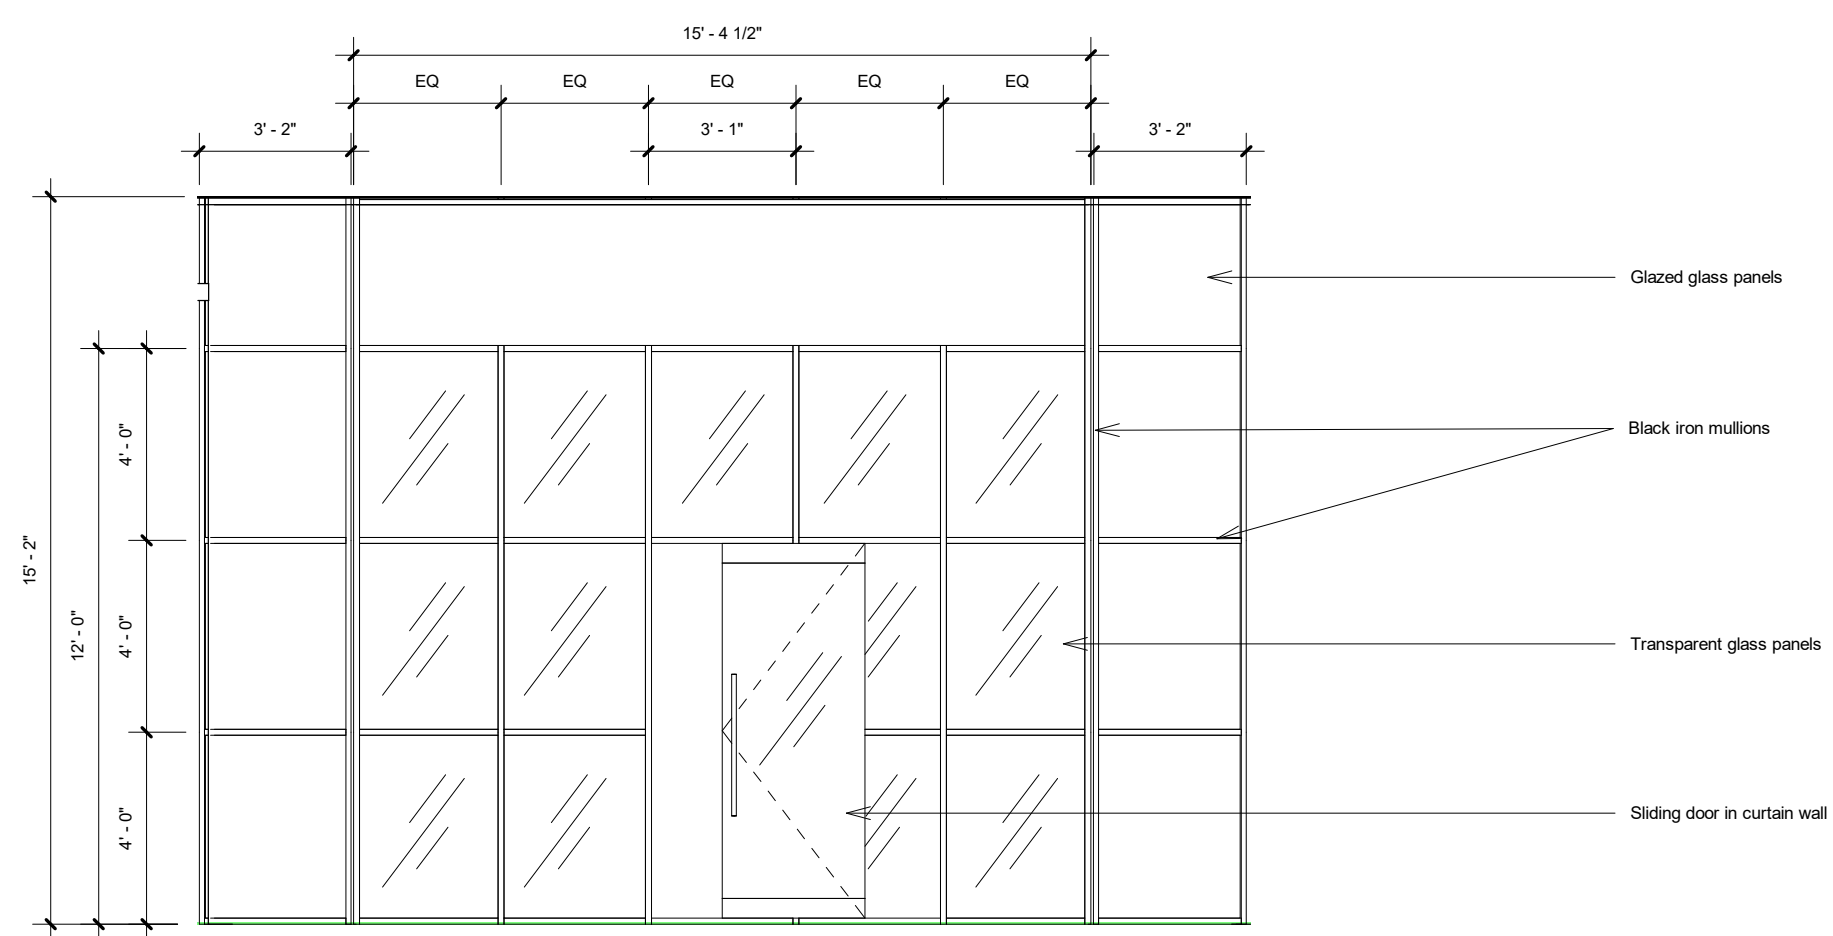 15' - 4 1/2"
EQ EQ EQ EQ EQ
3' - 2" 3' - 1" 3' - 2"
Glazed glass panels
4' - 0"
Black iron mullions
15' - 2"
12' - 0"
4' - 0"
Transparent glass panels
4' - 0"
Sliding door in curtain wall